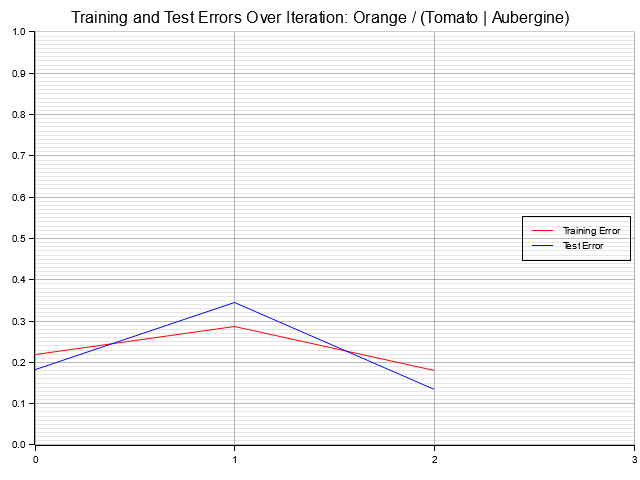 Training and Test Errors Over Iteration: Orange / (Tomato | Aubergine)
1.0
0.9
0.8
0.7
0.6
0.5
0.4
0.3
0.2
0.1
0.0
0 1 2 3
Training Error
Test Error